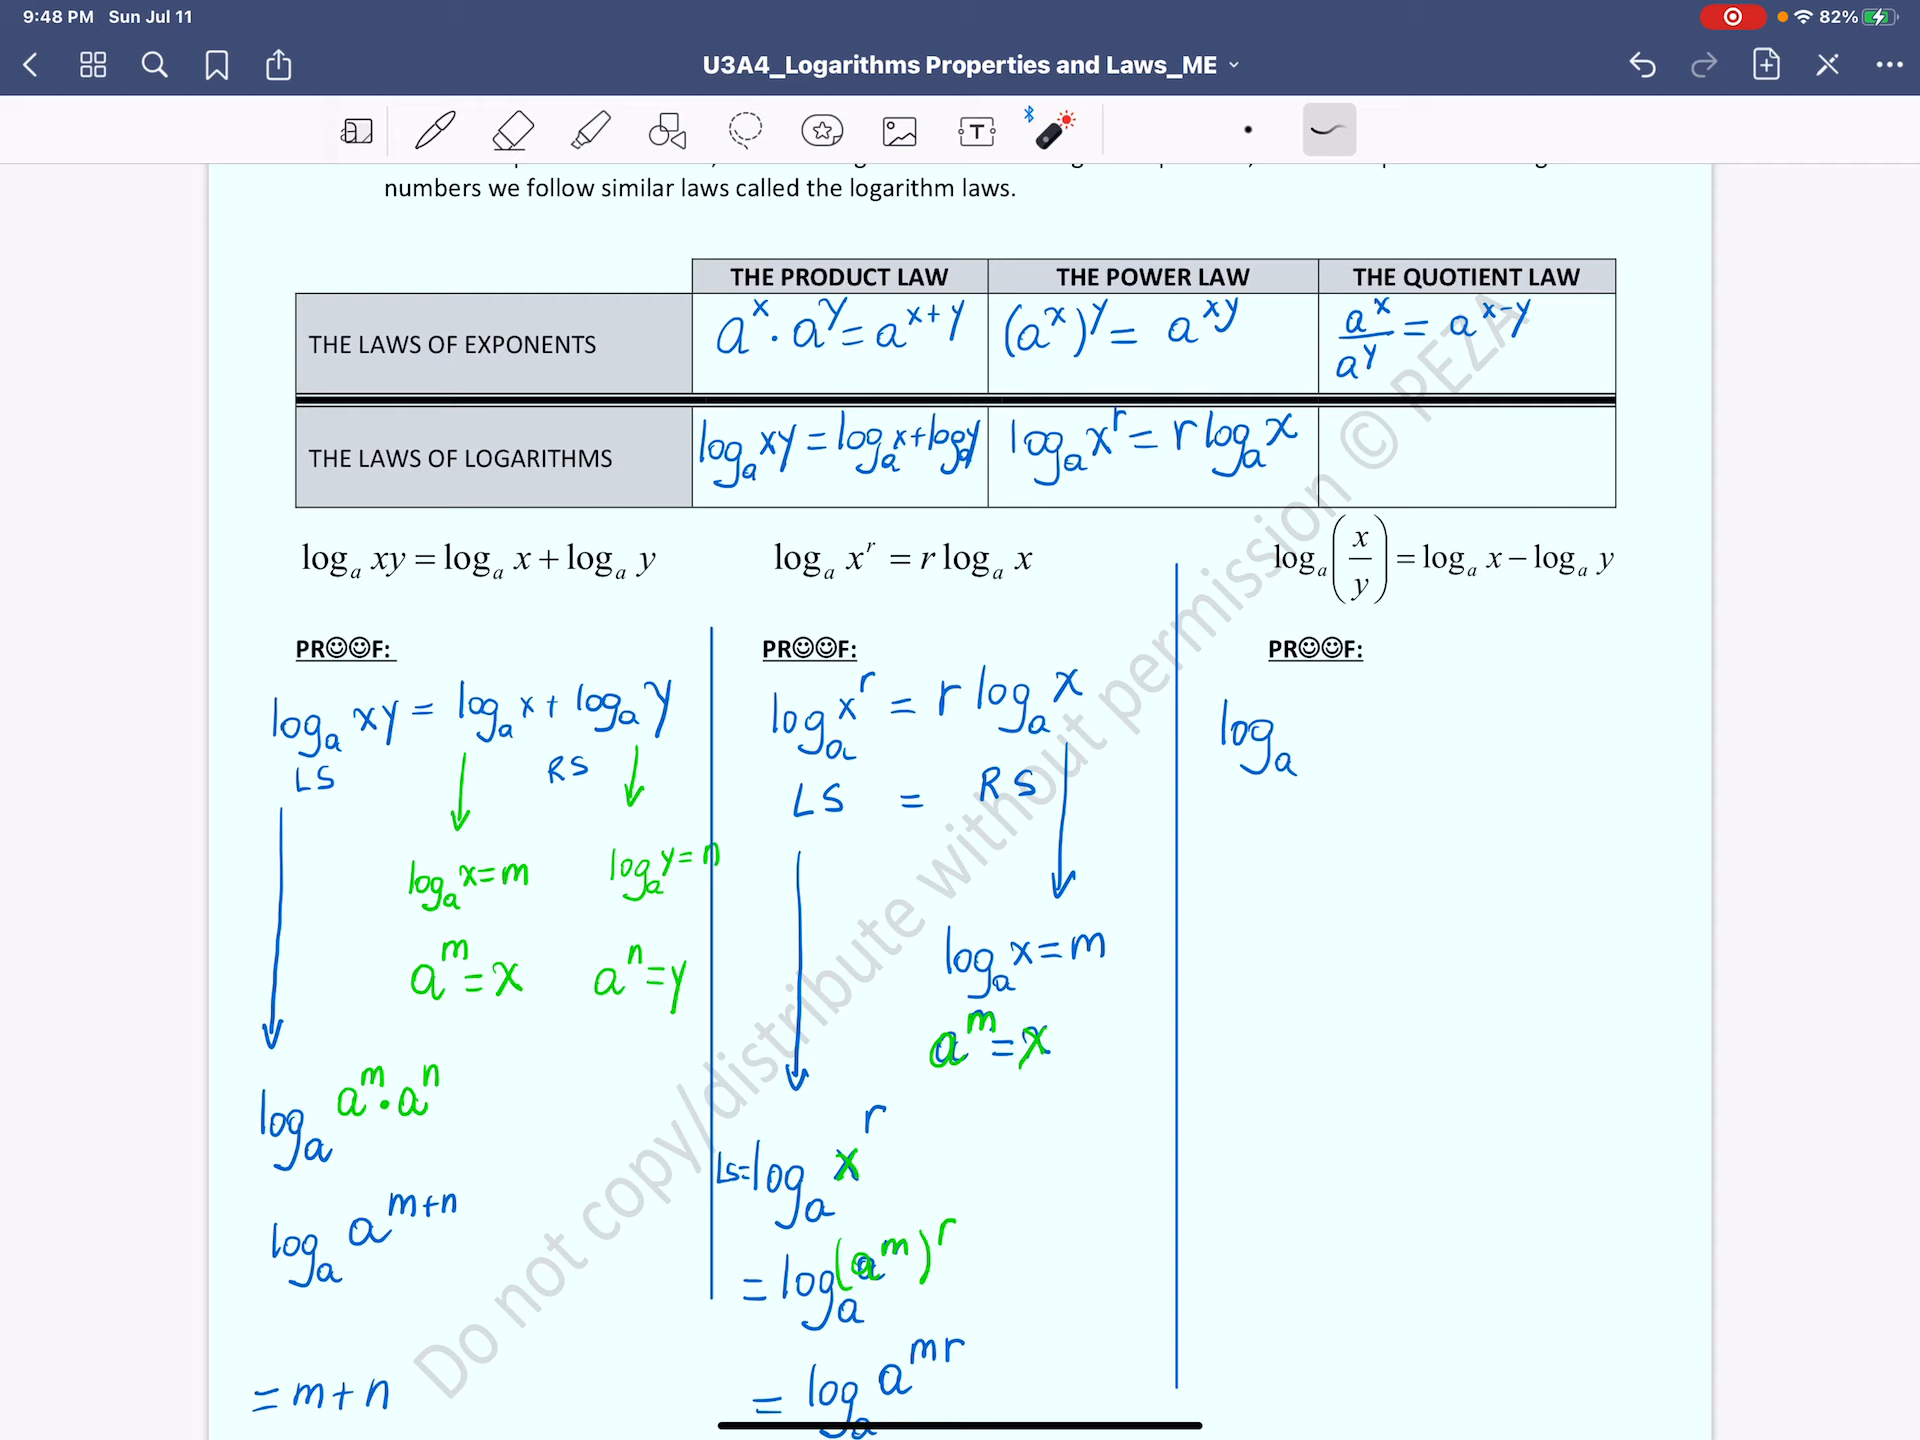 9:48 PM Sun Jul 11
82%
U3A4_Logarithms Properties and Laws_ME
numbers we follow similar laws called the logarithm laws.
THE PRODUCT LAW THE POWER LAW THE QUOTIENT LAW
THE LAWS OF EXPONENTS a^x · a^y = a^(x+y) (a^x)^y = a^(xy) a^x/a^y = a^(x-y)
THE LAWS OF LOGARITHMS log_a xy = log_a x + log_a y log_a x^r = r log_a x
log_a xy = log_a x + log_a y
PR☺☺F:
log_a xy = log_a x + log_a y
LS RS
log_a x = m log_a y = n
a^m = x a^n = y
log_a a^m · a^n
log_a a^(m+n)
= m+n
log_a x^r = r log_a x
PR☺☺F:
log_a x^r = r log_a x
LS = RS
log_a x = m
a^m = x
LS = log_a x^r
= log_a (a^m)^r
= log_a a^(mr)
log_a (x/y) = log_a x − log_a y
PR☺☺F:
log_a
Do not copy/distribute without permission © PEZA